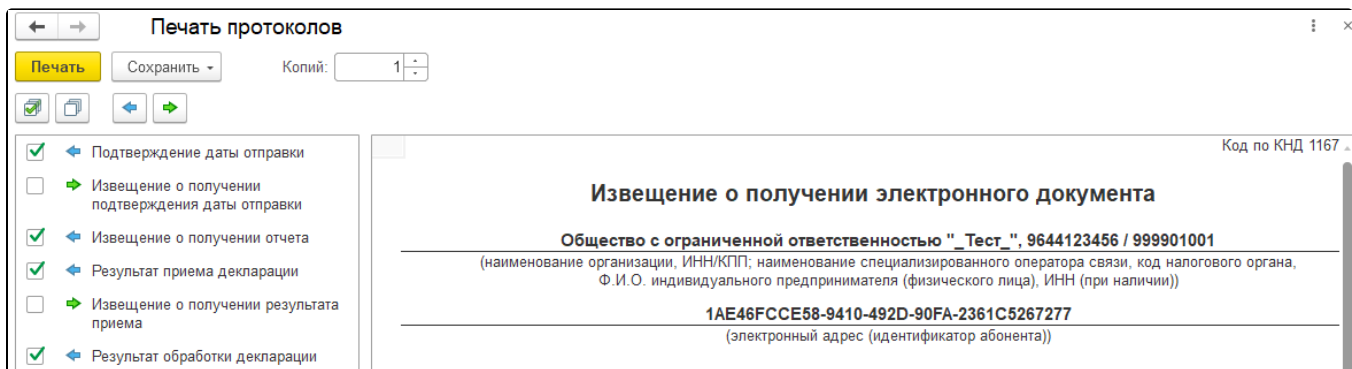 Печать протоколов
Печать
Сохранить
Копий:
1
Подтверждение даты отправки
Извещение о получении
подтверждения даты отправки
Извещение о получении отчета
Результат приема декларации
Извещение о получении результата
приема
Результат обработки декларации
Код по КНД 1167
Извещение о получении электронного документа
Общество с ограниченной ответственностью "_Тест_", 9644123456 / 999901001
(наименование организации, ИНН/КПП; наименование специализированного оператора связи, код налогового органа,
Ф.И.О. индивидуального предпринимателя (физического лица), ИНН (при наличии))
1AE46FCCE58-9410-492D-90FA-2361C5267277
(электронный адрес (идентификатор абонента))